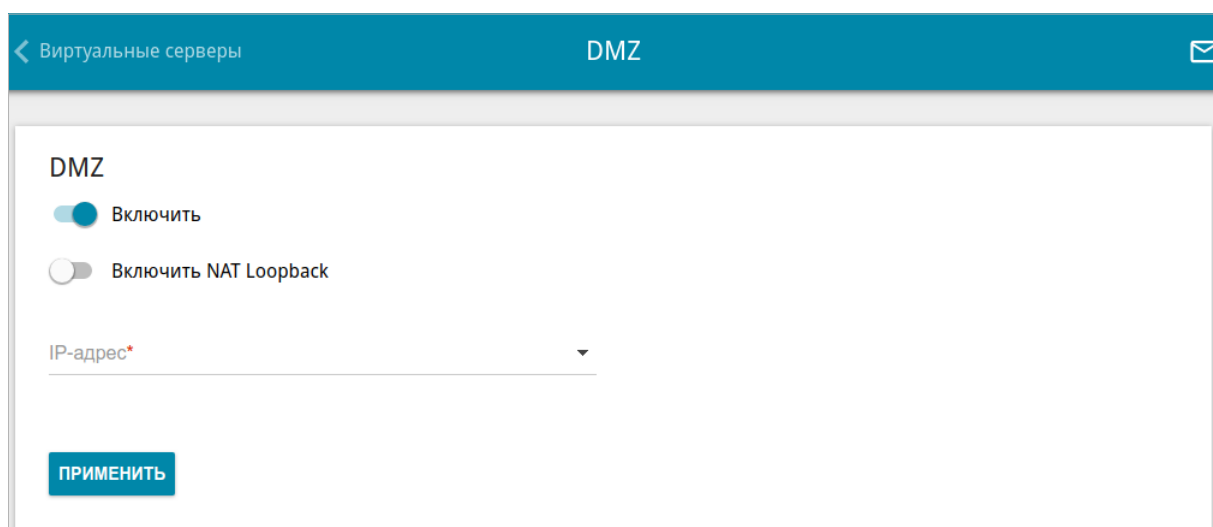 Виртуальные серверы
DMZ
DMZ
Включить
Включить NAT Loopback
IP-адрес*
ПРИМЕНИТЬ